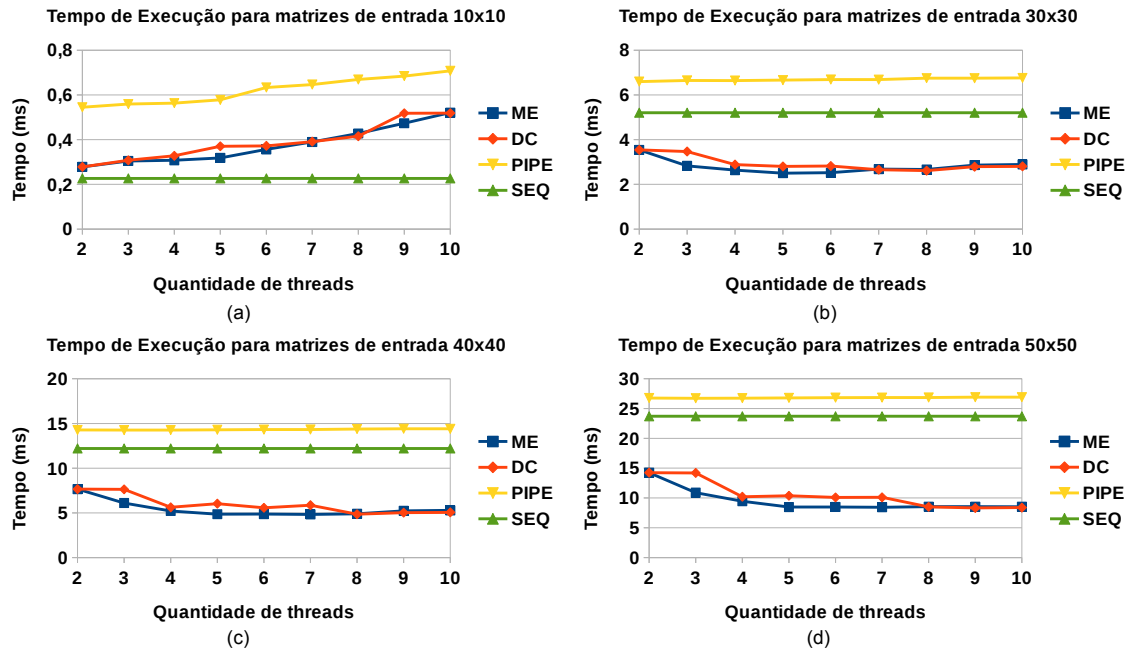 Tempo de Execução para matrizes de entrada 10x10
0,8
0,6
0,4
0,2
0
Tempo (ms)
2 3 4 5 6 7 8 9 10
Quantidade de threads
ME
DC
PIPE
SEQ
(a)
Tempo de Execução para matrizes de entrada 30x30
8
6
4
2
0
Tempo (ms)
2 3 4 5 6 7 8 9 10
Quantidade de threads
ME
DC
PIPE
SEQ
(b)
Tempo de Execução para matrizes de entrada 40x40
20
15
10
5
0
Tempo (ms)
2 3 4 5 6 7 8 9 10
Quantidade de threads
ME
DC
PIPE
SEQ
(c)
Tempo de Execução para matrizes de entrada 50x50
30
25
20
15
10
5
0
Tempo (ms)
2 3 4 5 6 7 8 9 10
Quantidade de threads
ME
DC
PIPE
SEQ
(d)